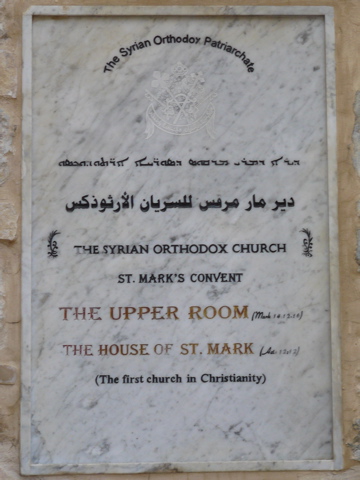 The Syrian Orthodox Patriarchate
دير مار مرقس للسريان الأرثوذكس
THE SYRIAN ORTHODOX CHURCH
ST. MARK'S CONVENT
THE UPPER ROOM (Mark
THE HOUSE OF ST. MARK
(The first church in Christianity)